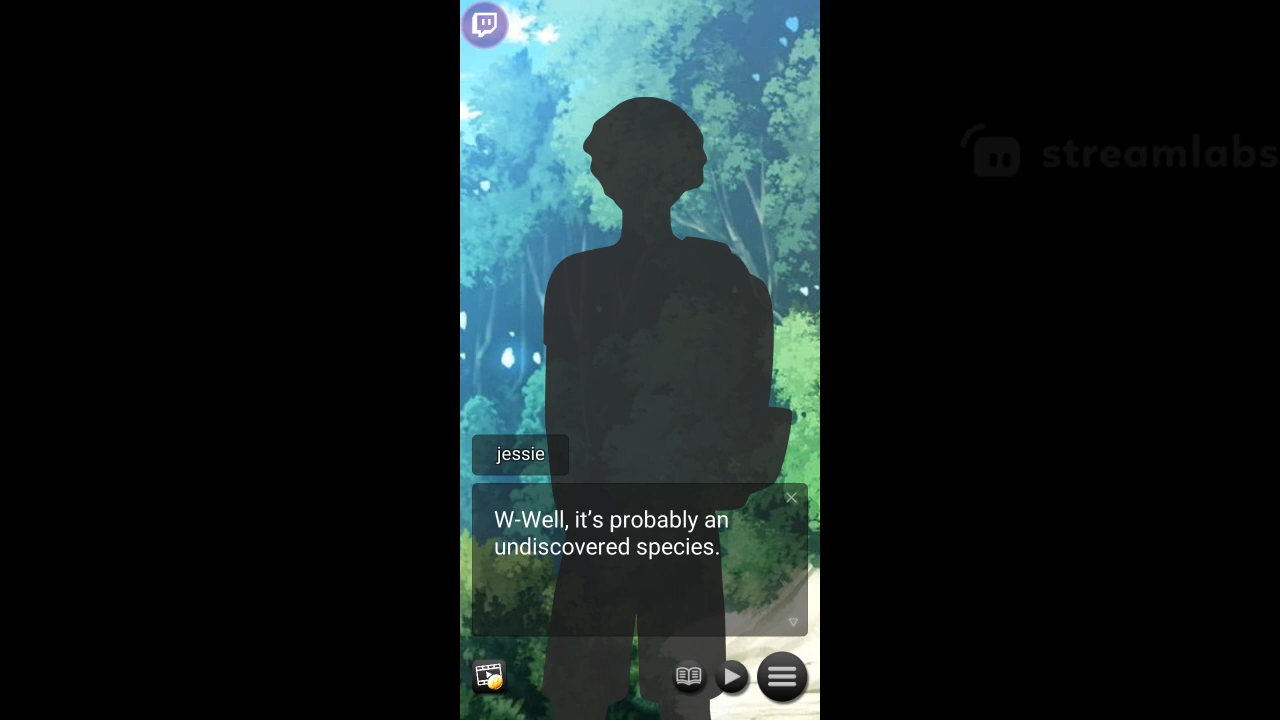 streamlabs
jessie
W-Well, it’s probably an
undiscovered species.